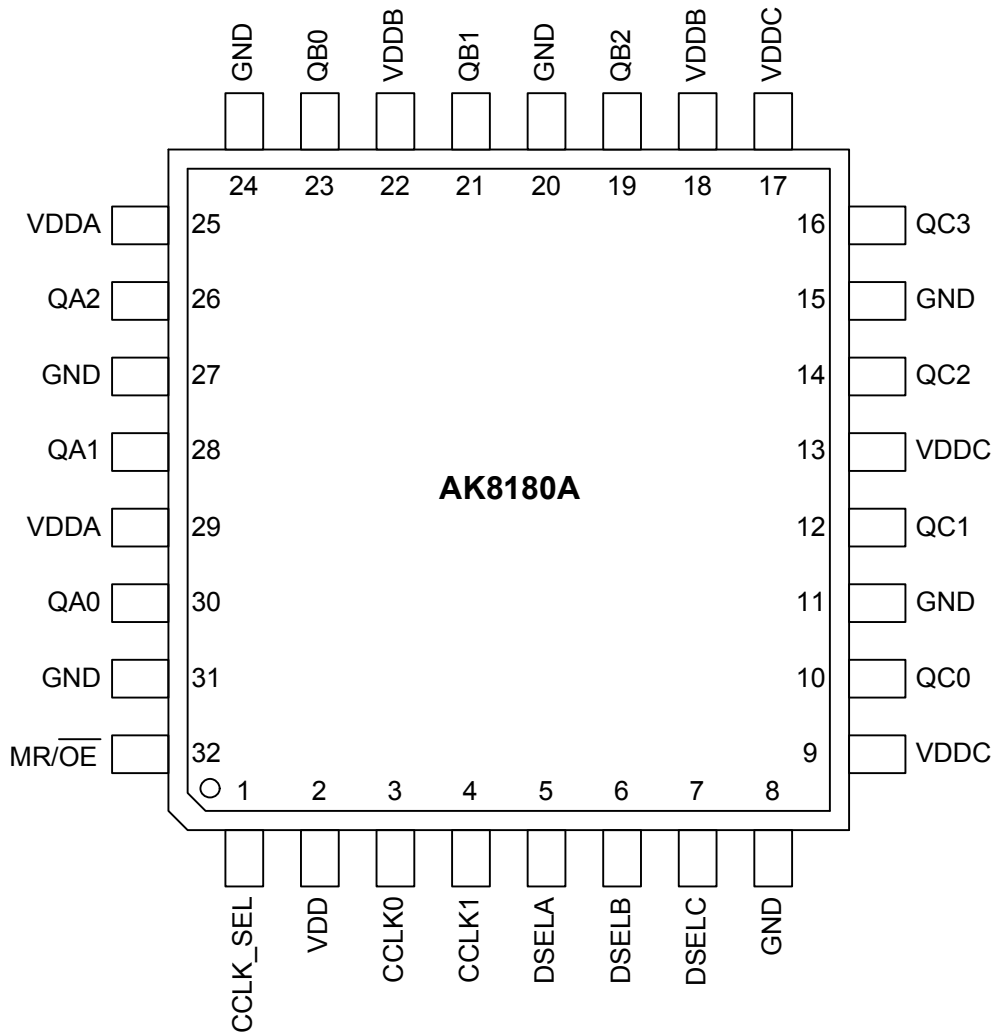 GND
QB0
VDDB
QB1
GND
QB2
VDDB
VDDC
24 23 22 21 20 19 18 17
VDDA 25 16 QC3
QA2 26 15 GND
GND 27 14 QC2
QA1 28 13 VDDC
AK8180A
VDDA 29 12 QC1
QA0 30 11 GND
GND 31 10 QC0
MR/O̅E̅ 32 9 VDDC
1 2 3 4 5 6 7 8
CCLK_SEL
VDD
CCLK0
CCLK1
DSELA
DSELB
DSELC
GND